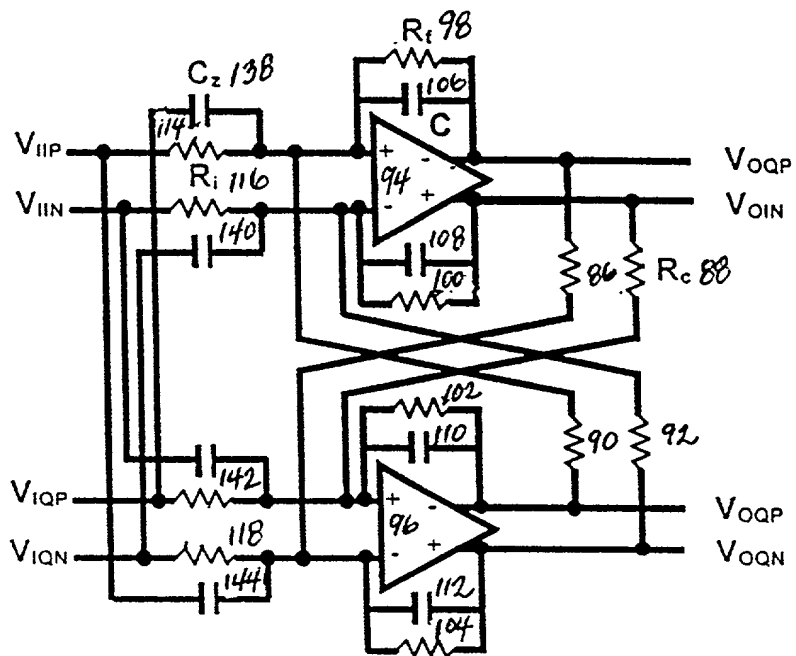 Rf 98
Cz 138
106
114
C
VIIP
+
-
94
VOQP
Ri 116
VIIN
-
+
VOIN
140
108
100
86
Rc 88
102
110
90
92
142
VIQP
+
-
96
VOQP
118
VIQN
-
+
VOQN
144
112
104